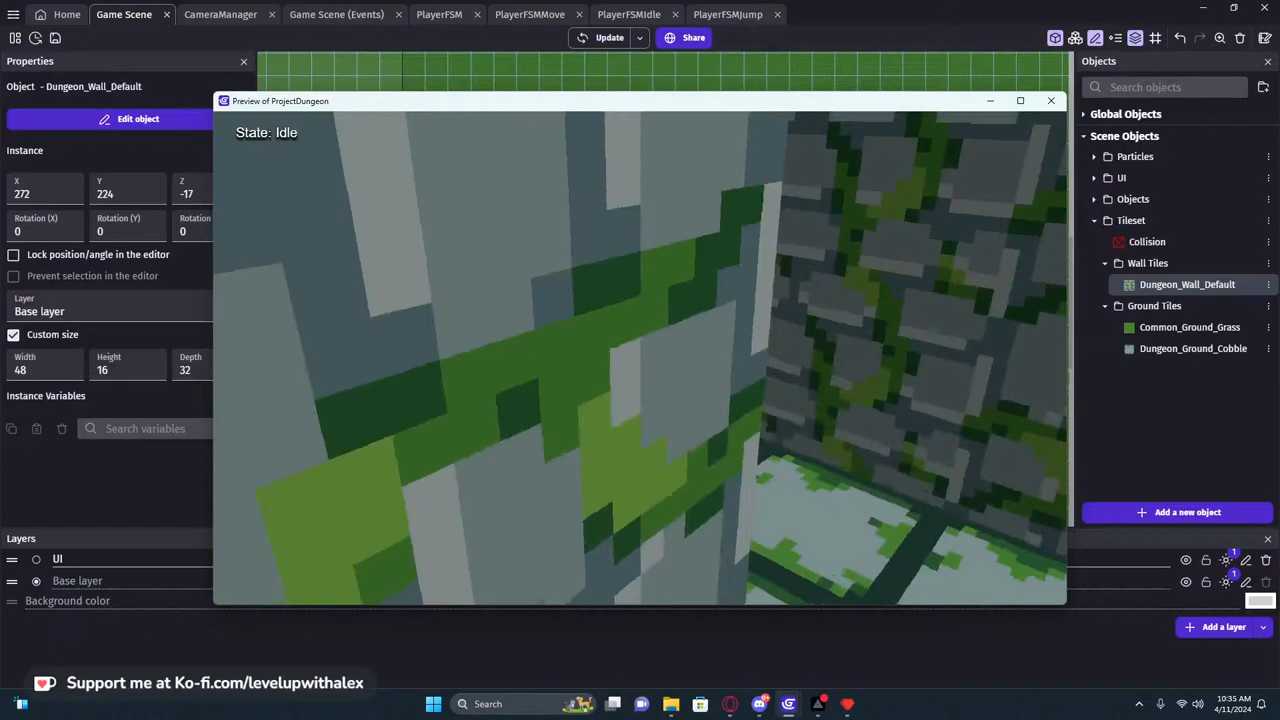 Home
Game Scene
CameraManager
Game Scene (Events)
PlayerFSM
PlayerFSMMove
PlayerFSMIdle
PlayerFSMJump
Update
Share
Properties
Object - Dungeon_Wall_Default
Edit object
Instance
X
272
Y
224
Z
-17
Rotation (X)
0
Rotation (Y)
0
Rotation
0
Lock position/angle in the editor
Prevent selection in the editor
Layer
Base layer
Custom size
Width
48
Height
16
Depth
32
Instance Variables
Search variables
Preview of ProjectDungeon
State: Idle
Objects
Search objects
Global Objects
Scene Objects
Particles
UI
Objects
Tileset
Collision
Wall Tiles
Dungeon_Wall_Default
Ground Tiles
Common_Ground_Grass
Dungeon_Ground_Cobble
Add a new object
Layers
UI
1
Base layer
1
Background color
Add a layer
Support me at Ko-fi.com/levelupwithalex
Search
10:35 AM
4/11/2024